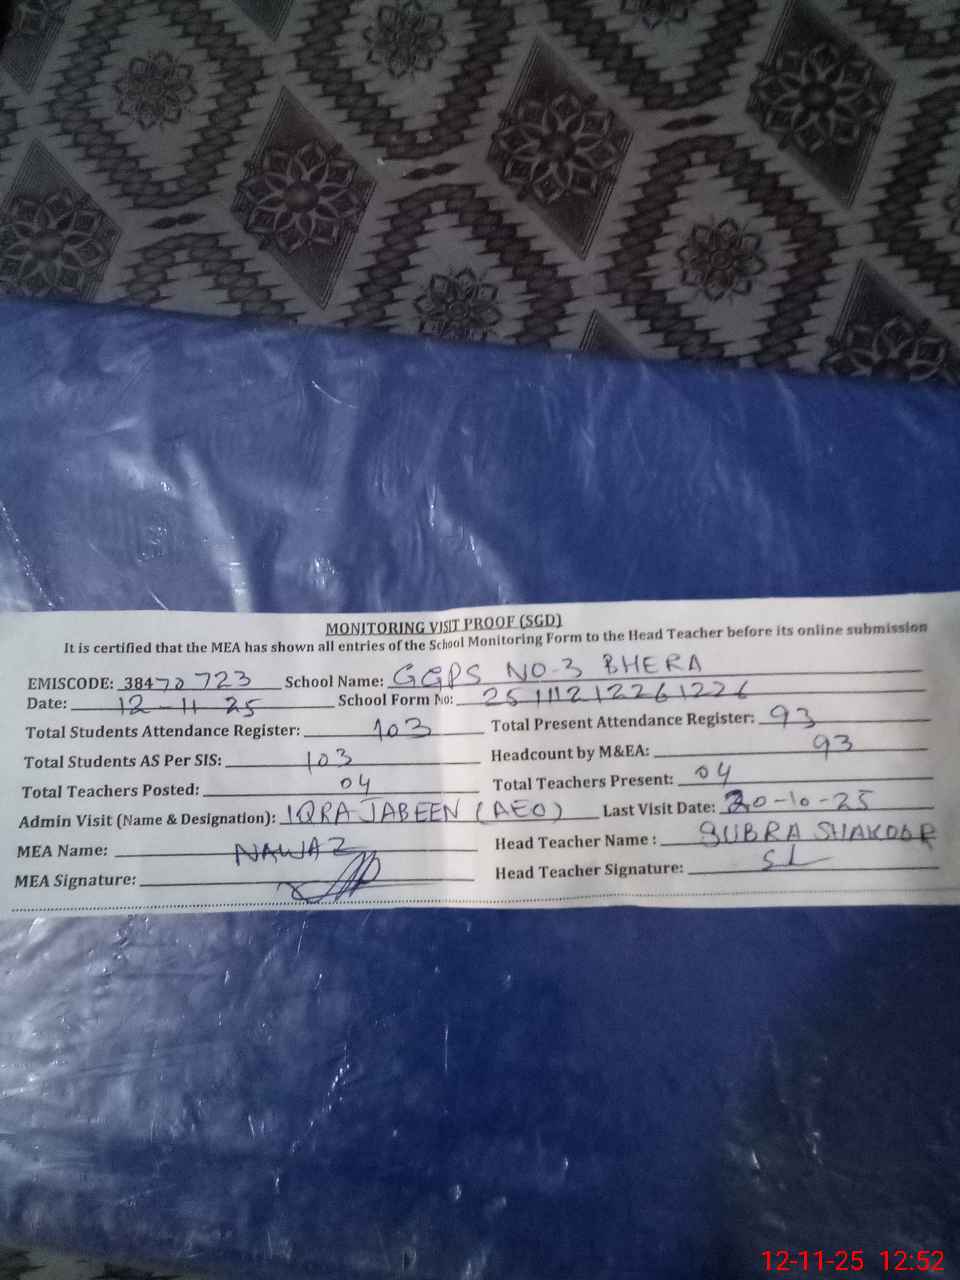 MONITORING VISIT PROOF (SGD)
It is certified that the MEA has shown all entries of the School Monitoring Form to the Head Teacher before its online submission
EMISCODE: 38470723 School Name: GGPS NO-3 BHERA
Date: 12-11 25 School Form No:
Total Students Attendance Register: 103 Total Present Attendance Register: 93
Total Students AS Per SIS: 103 Headcount by M&EA: 93
Total Teachers Posted: 04 Total Teachers Present: 04
Admin Visit (Name & Designation): IQRA JABEEN (AEO) Last Visit Date: 20-10-25
MEA Name: NAWAZ Head Teacher Name : SUBRA SHAKOOR
MEA Signature: Head Teacher Signature:
12-11-25 12:52